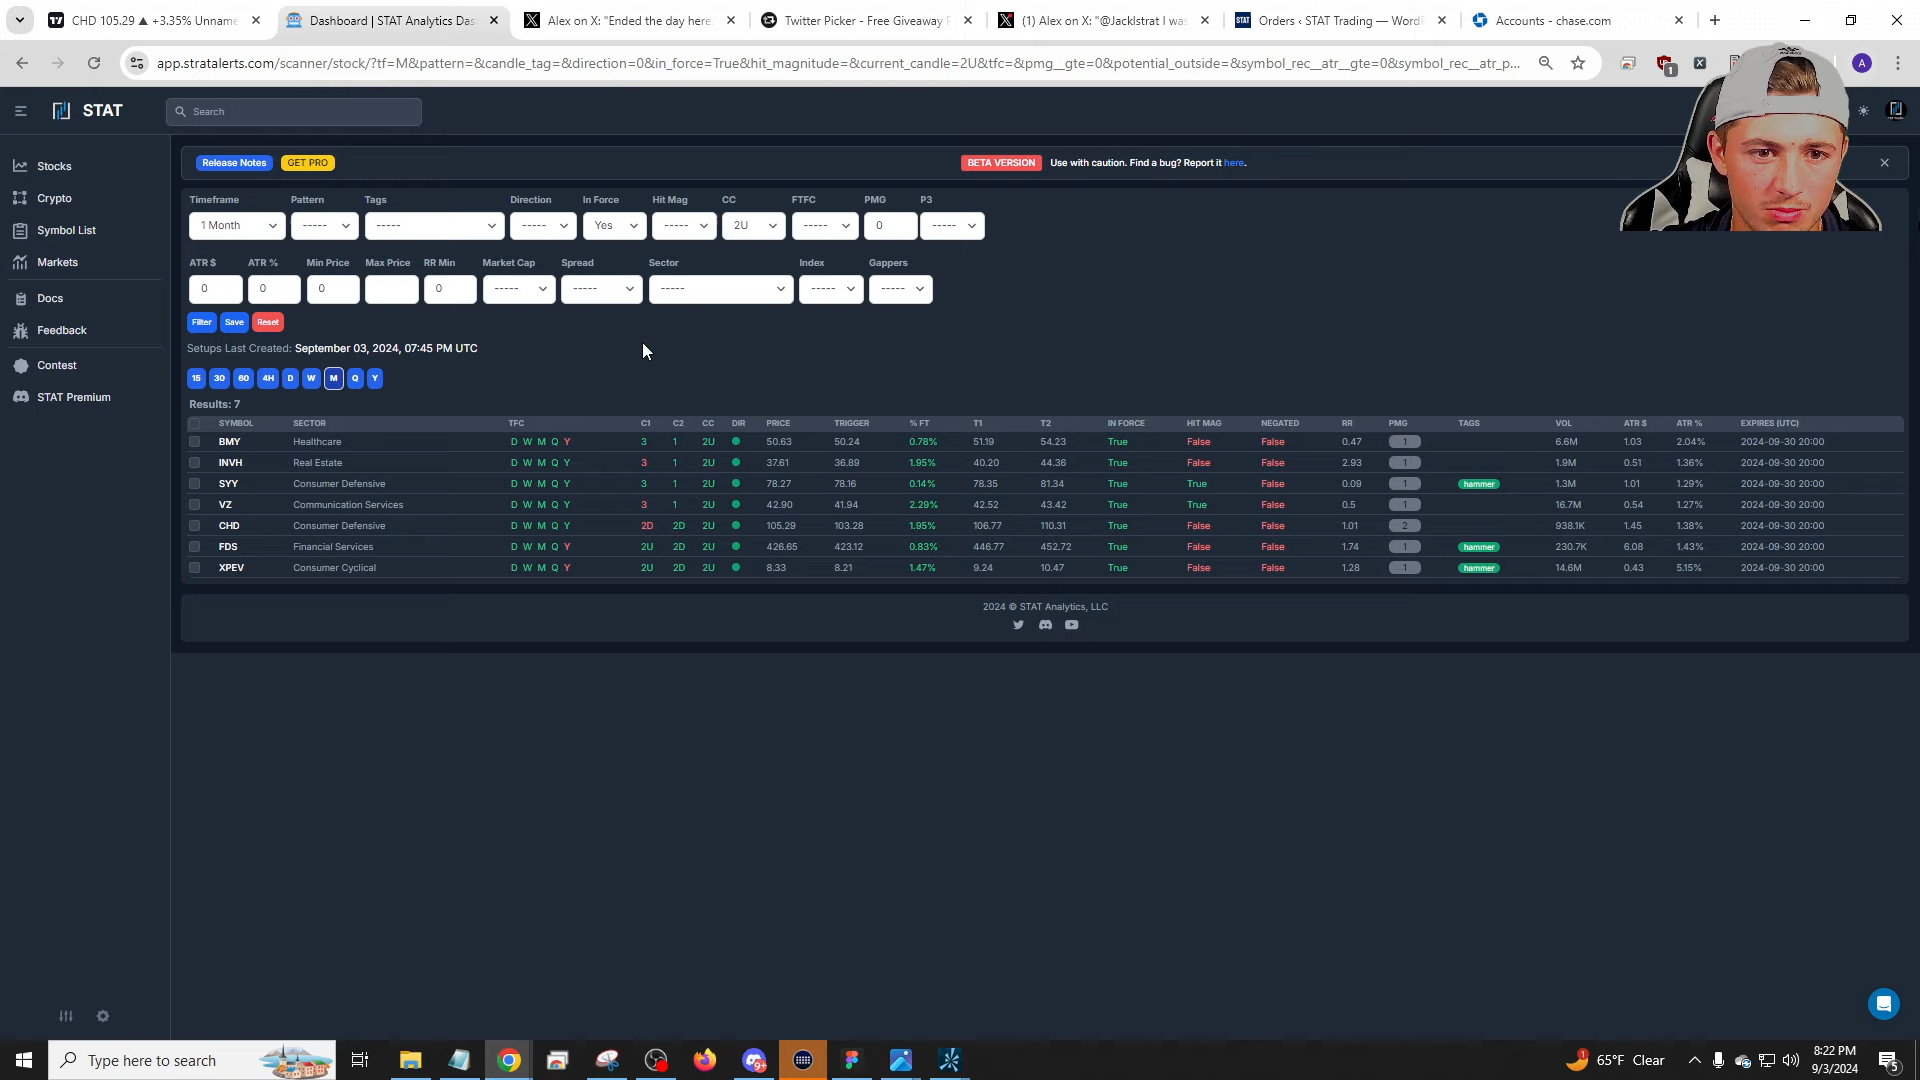 CHD 105.29 ▲ +3.35% Unname
Dashboard | STAT Analytics Das
Alex on X: "Ended the day here.
Twitter Picker - Free Giveaway P
(1) Alex on X: "@JackIstrat I was
STAT Orders ‹ STAT Trading — Word
Accounts - chase.com
app.stratalerts.com/scanner/stock/?tf=M&pattern=&candle_tag=&direction=0&in_force=True&hit_magnitude=&current_candle=2U&tfc=&pmg__gte=0&potential_outside=&symbol_rec__atr__gte=0&symbol_rec__atr_p...
1
A
STAT
Search
Stocks
Crypto
Symbol List
Markets
Docs
Feedback
Contest
STAT Premium
Release Notes GET PRO
BETA VERSION Use with caution. Find a bug? Report it here.
Timeframe Pattern Tags Direction In Force Hit Mag CC FTFC PMG P3
1 Month ----- ----- ----- Yes ----- 2U ----- 0 -----
ATR $ ATR % Min Price Max Price RR Min Market Cap Spread Sector Index Gappers
0 0 0 0 ----- ----- ----- ----- -----
Filter Save Reset
Setups Last Created: September 03, 2024, 07:45 PM UTC
15 30 60 4H D W M Q Y
Results: 7
SYMBOL SECTOR TFC C1 C2 CC DIR PRICE TRIGGER % FT T1 T2 IN FORCE HIT MAG NEGATED RR PMG TAGS VOL ATR $ ATR % EXPIRES (UTC)
BMY Healthcare D W M Q Y 3 1 2U 50.63 50.24 0.78% 51.19 54.23 True False False 0.47 1 6.6M 1.03 2.04% 2024-09-30 20:00
INVH Real Estate D W M Q Y 3 1 2U 37.61 36.89 1.95% 40.20 44.36 True False False 2.93 1 1.9M 0.51 1.36% 2024-09-30 20:00
SYY Consumer Defensive D W M Q Y 3 1 2U 78.27 78.16 0.14% 78.35 81.34 True True False 0.09 1 hammer 1.3M 1.01 1.29% 2024-09-30 20:00
VZ Communication Services D W M Q Y 3 1 2U 42.90 41.94 2.29% 42.52 43.42 True True False 0.5 1 16.7M 0.54 1.27% 2024-09-30 20:00
CHD Consumer Defensive D W M Q Y 2D 2D 2U 105.29 103.28 1.95% 106.77 110.31 True False False 1.01 2 938.1K 1.45 1.38% 2024-09-30 20:00
FDS Financial Services D W M Q Y 2U 2D 2U 426.65 423.12 0.83% 446.77 452.72 True False False 1.74 1 hammer 230.7K 6.08 1.43% 2024-09-30 20:00
XPEV Consumer Cyclical D W M Q Y 2U 2D 2U 8.33 8.21 1.47% 9.24 10.47 True False False 1.28 1 hammer 14.6M 0.43 5.15% 2024-09-30 20:00
2024 © STAT Analytics, LLC
Type here to search
9+
1
65°F Clear
8:22 PM
9/3/2024
5